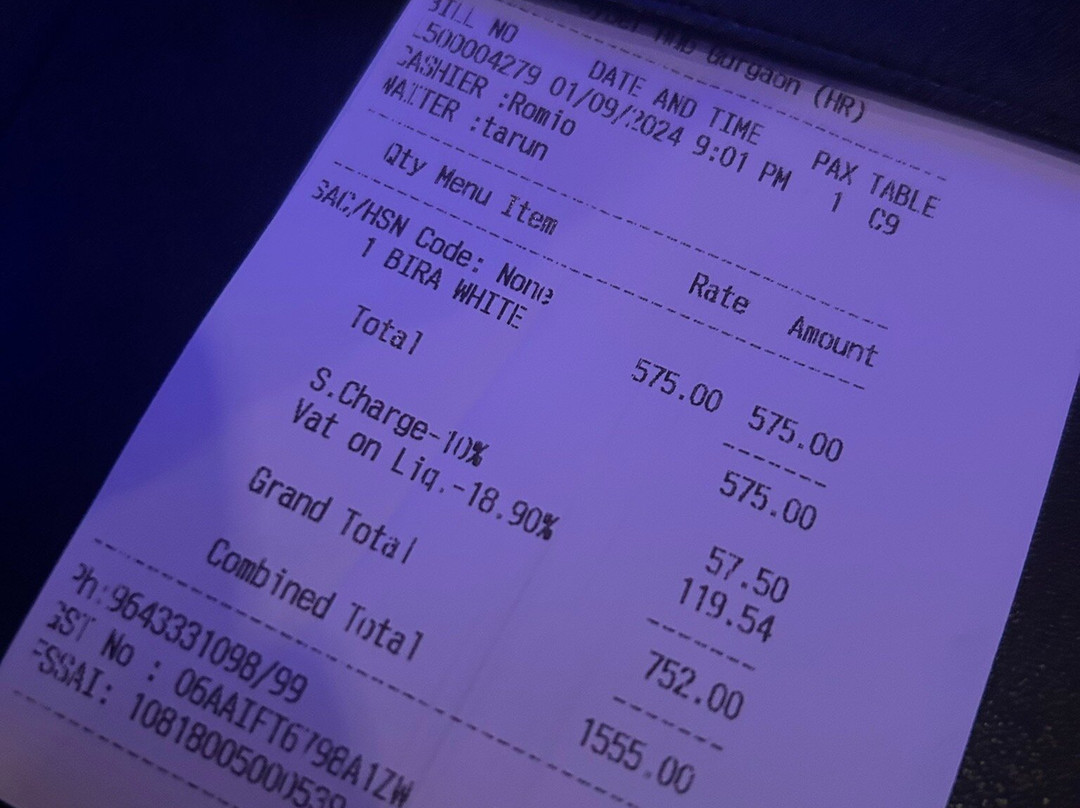 Gurgaon (HR)
BILL NO DATE AND TIME PAX TABLE
L500004279 01/09/2024 9:01 PM 1 C9
CASHIER :Romio
WAITER :tarun
Qty Menu Item Rate Amount
SAC/HSN Code: None
1 BIRA WHITE 575.00 575.00
Total 575.00
S.Charge-10% 57.50
Vat on Liq.-18.90% 119.54
Grand Total 752.00
Combined Total 1555.00
Ph:9643331098/99
GST No : 06AAIFT6798A1ZW
FSSAI: